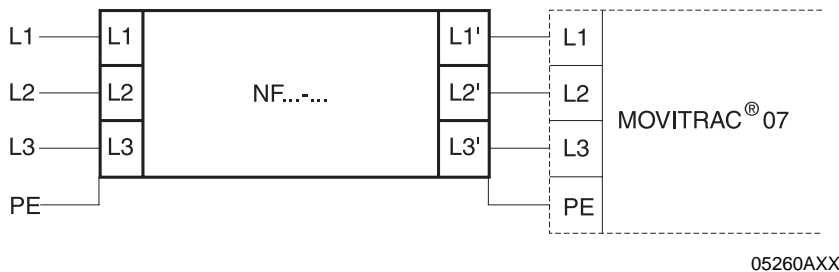 L1 L1 L1' L1
L2 L2 NF...-... L2' L2 MOVITRAC® 07
L3 L3 L3' L3
PE PE
05260AXX